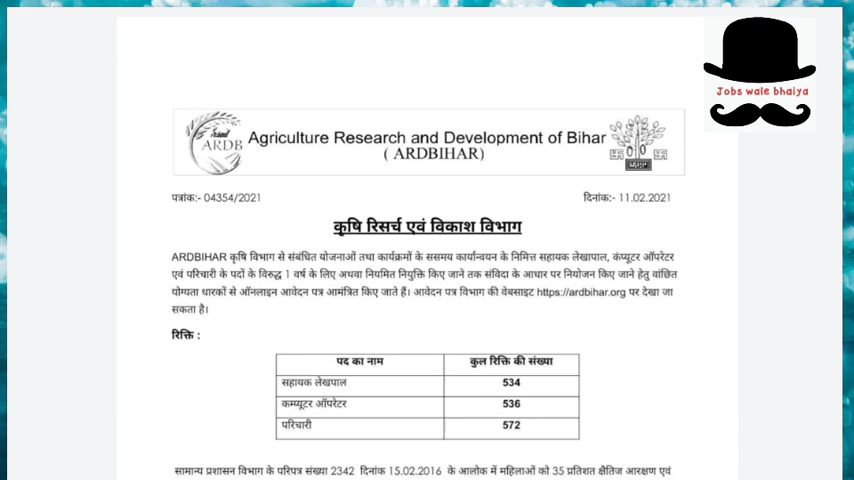 Jobs wale bhaiya
ARDB
Agriculture Research and Development of Bihar
( ARDBIHAR)
पत्रांक:- 04354/2021
दिनांक:- 11.02.2021
कृषि रिसर्च एवं विकाश विभाग
ARDBIHAR कृषि विभाग से संबंधित योजनाओं तथा कार्यक्रमों के ससमय कार्यान्वयन के निमित्त सहायक लेखापाल, कंप्यूटर ऑपरेटर
एवं परिचारी के पदों के विरुद्ध 1 वर्ष के लिए अथवा नियमित नियुक्ति किए जाने तक संविदा के आधार पर नियोजन किए जाने हेतु वांछित
योग्यता धारकों से ऑनलाइन आवेदन पत्र आमंत्रित किए जाते हैं। आवेदन पत्र विभाग की वेबसाइट https://ardbihar.org पर देखा जा
सकता है।
रिक्ति :
पद का नाम कुल रिक्ति की संख्या
सहायक लेखपाल 534
कम्प्यूटर ऑपरेटर 536
परिचारी 572
सामान्य प्रशासन विभाग के परिपत्र संख्या 2342 दिनांक 15.02.2016 के आलोक में महिलाओं को 35 प्रतिशत क्षैतिज आरक्षण एवं